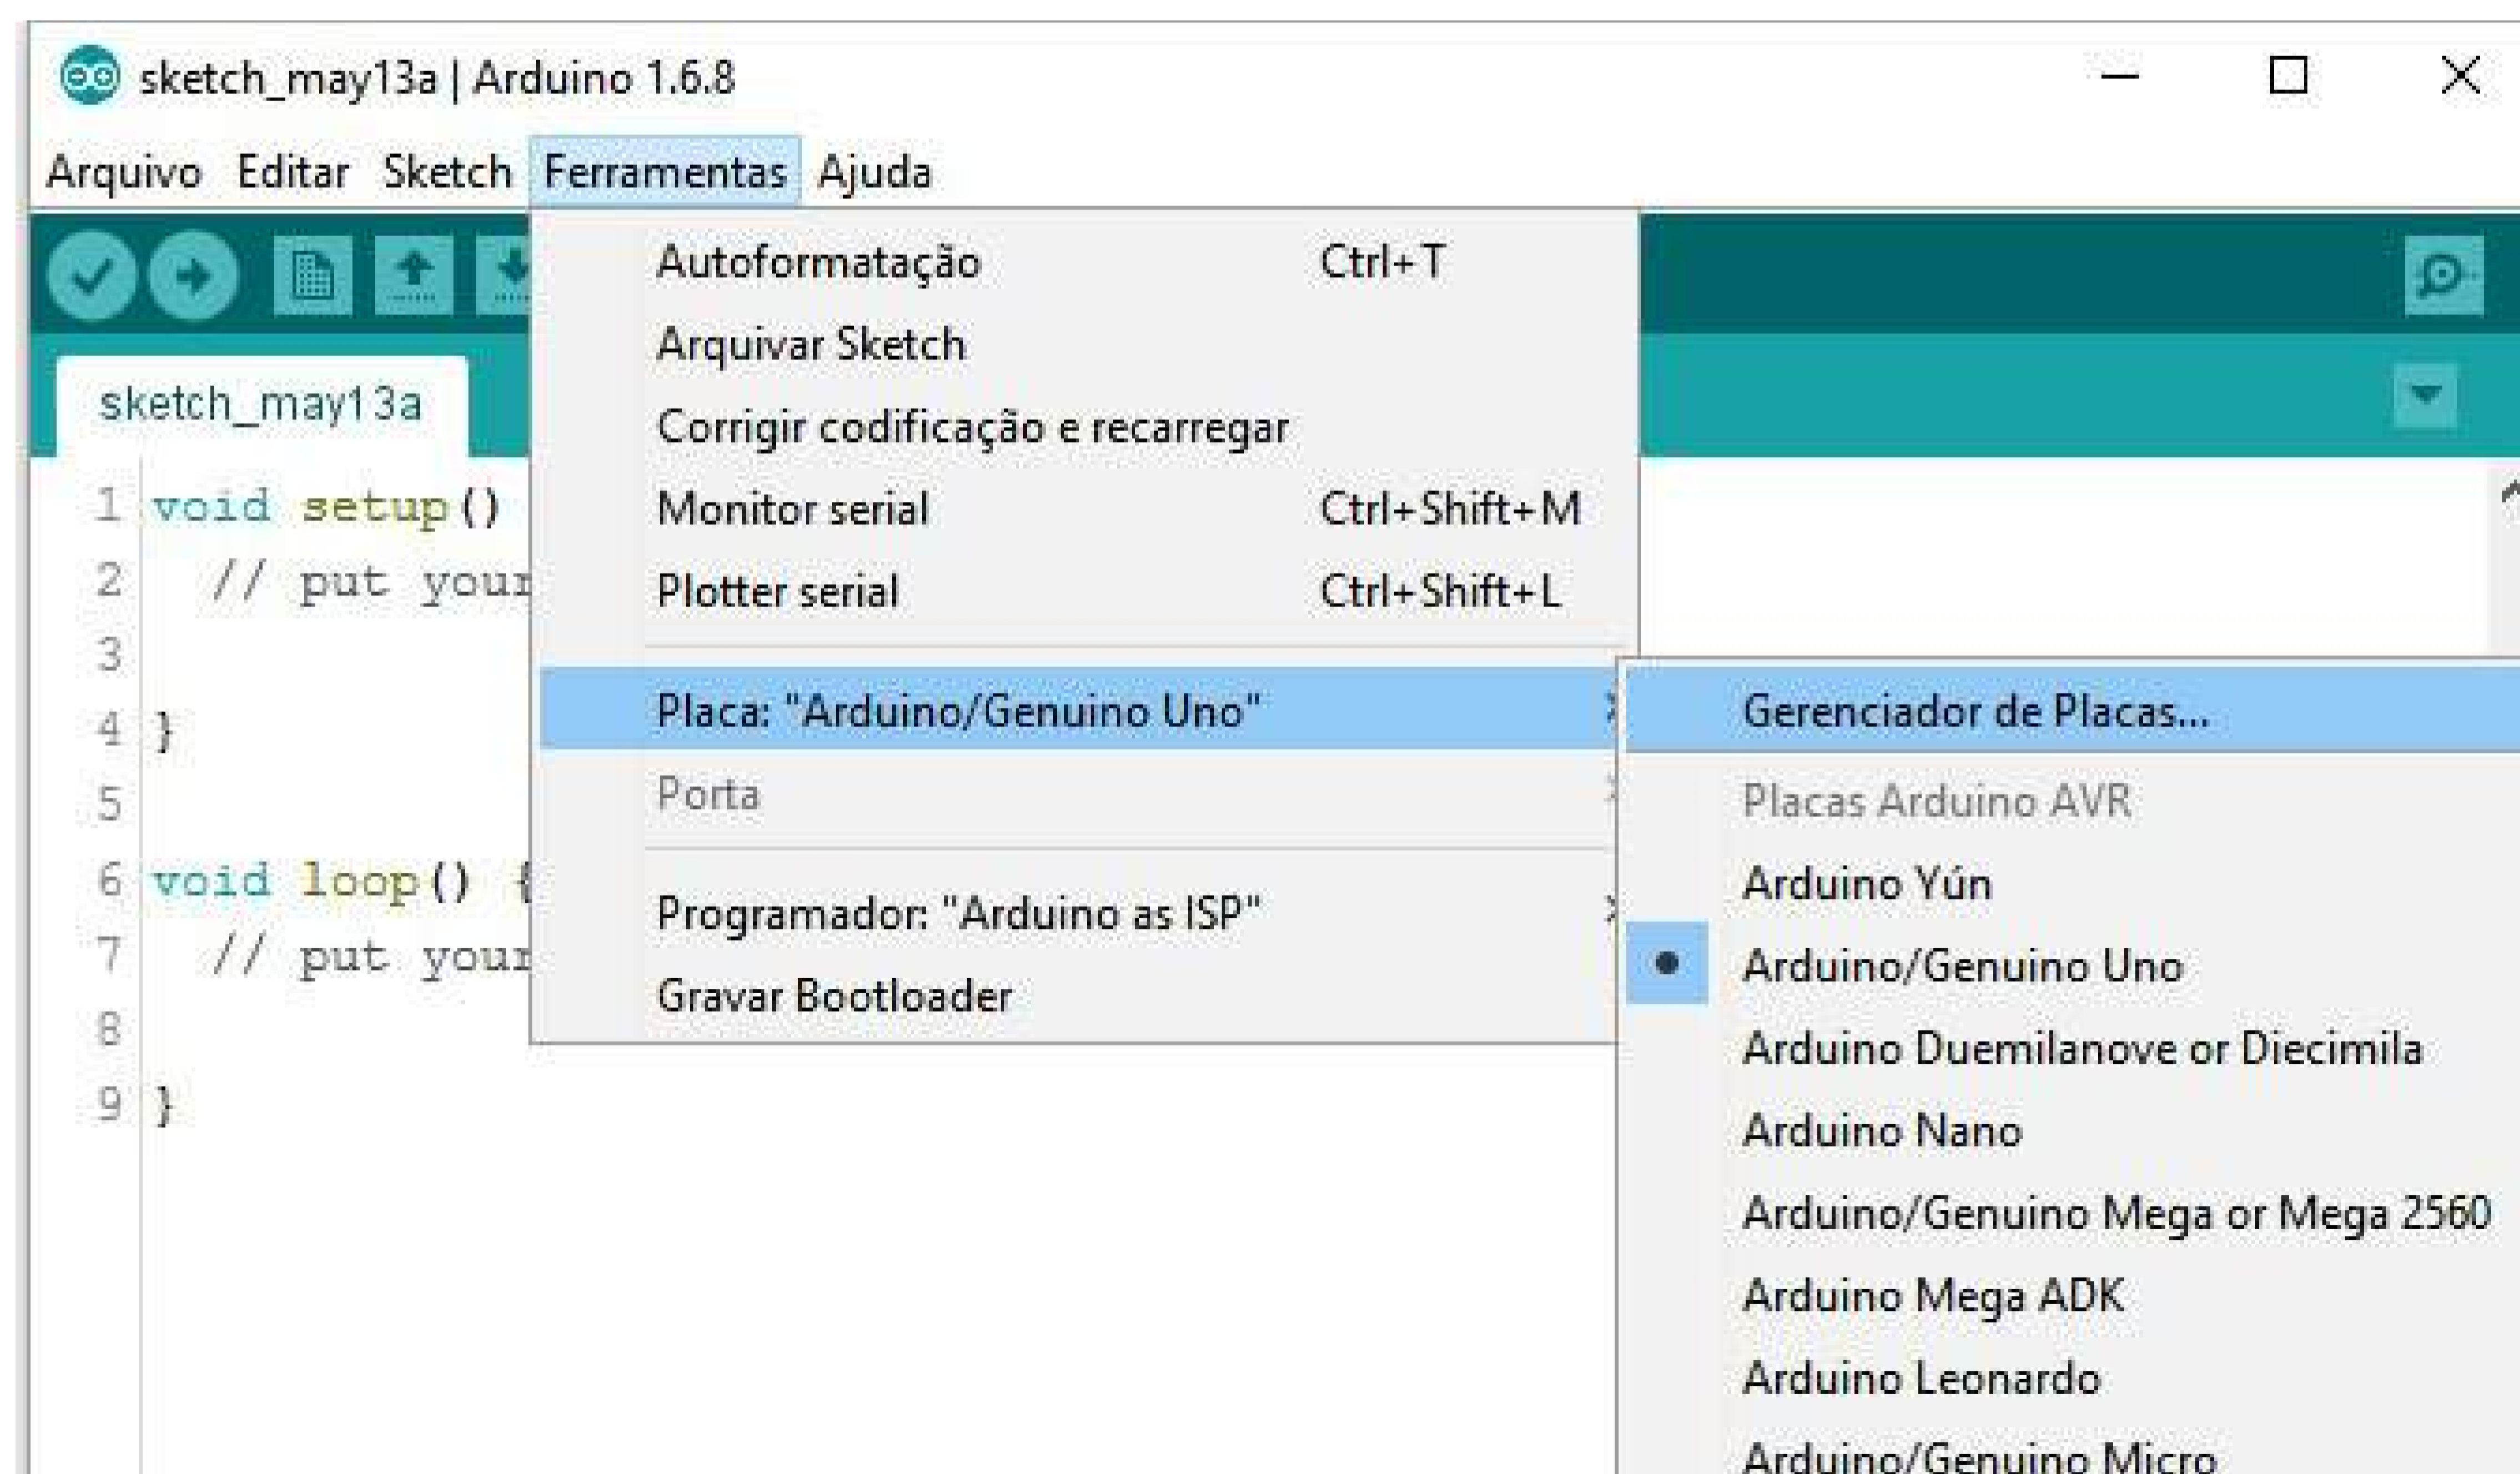 sketch_may13a | Arduino 1.6.8
Arquivo Editar Sketch Ferramentas Ajuda
Autoformatação Ctrl+T
Arquivar Sketch
Corrigir codificação e recarregar
Monitor serial Ctrl+Shift+M
Plotter serial Ctrl+Shift+L
Placa: "Arduino/Genuino Uno"
Porta
Programador: "Arduino as ISP"
Gravar Bootloader
Gerenciador de Placas...
Placas Arduino AVR
Arduino Yún
Arduino/Genuino Uno
Arduino Duemilanove or Diecimila
Arduino Nano
Arduino/Genuino Mega or Mega 2560
Arduino Mega ADK
Arduino Leonardo
Arduino/Genuino Micro
sketch_may13a
1 void setup()
2 // put your
3
4 }
5
6 void loop() {
7 // put your
8
9 }